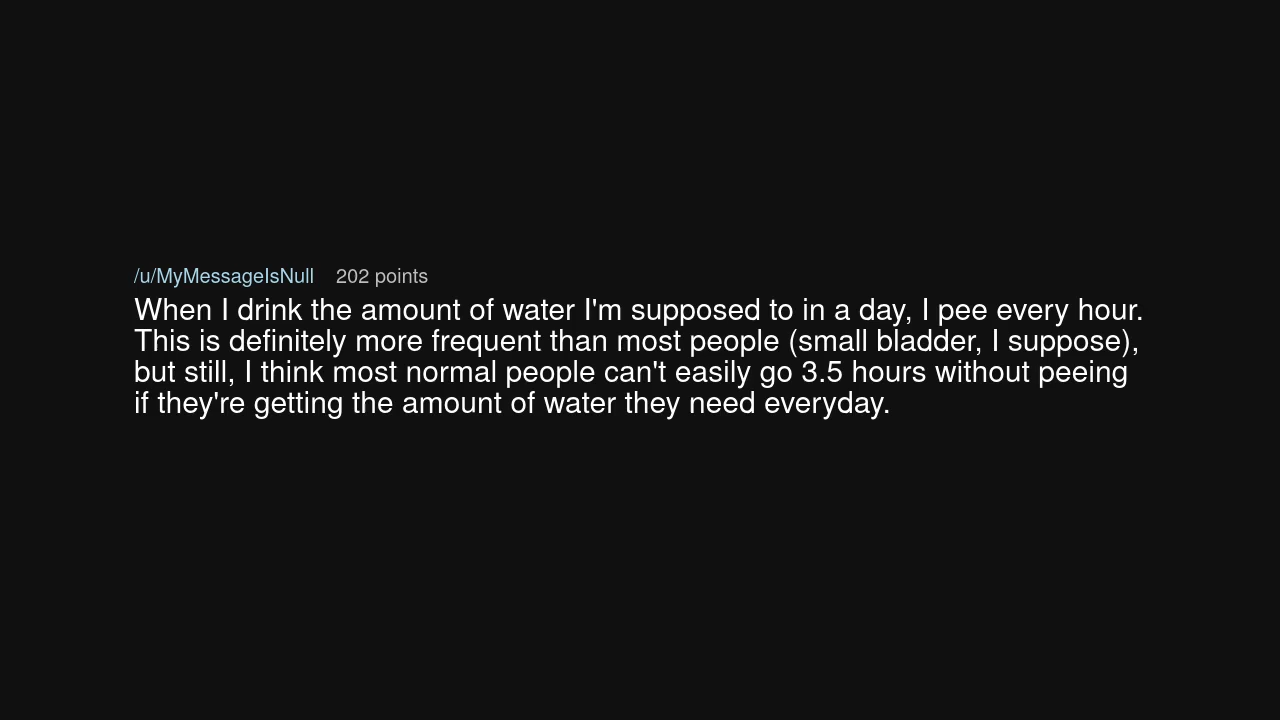 /u/MyMessageIsNull 202 points
When I drink the amount of water I'm supposed to in a day, I pee every hour.
This is definitely more frequent than most people (small bladder, I suppose),
but still, I think most normal people can't easily go 3.5 hours without peeing
if they're getting the amount of water they need everyday.